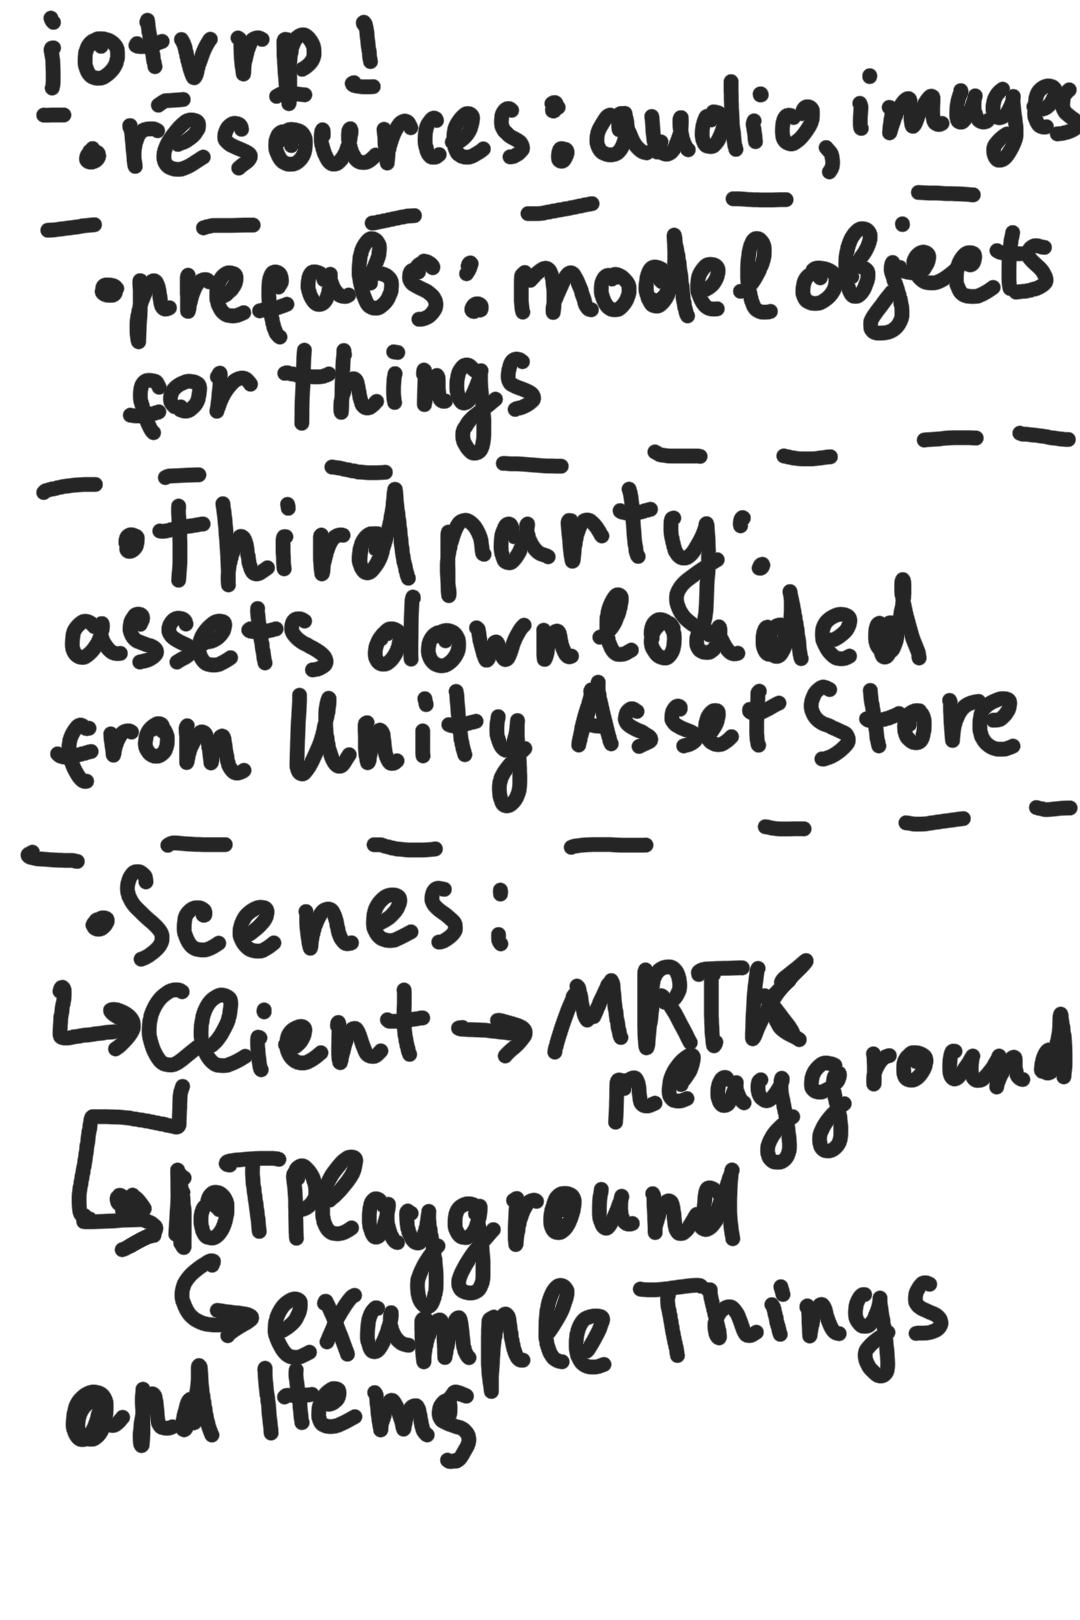 iotvrp!
• resources: audio, images
• prefabs: model objects
for things
• third party:
assets downloaded
from Unity Asset Store
• Scenes:
↳ Client → MRTK
playground
↳ IoTPlayground
↳ example Things
and Items